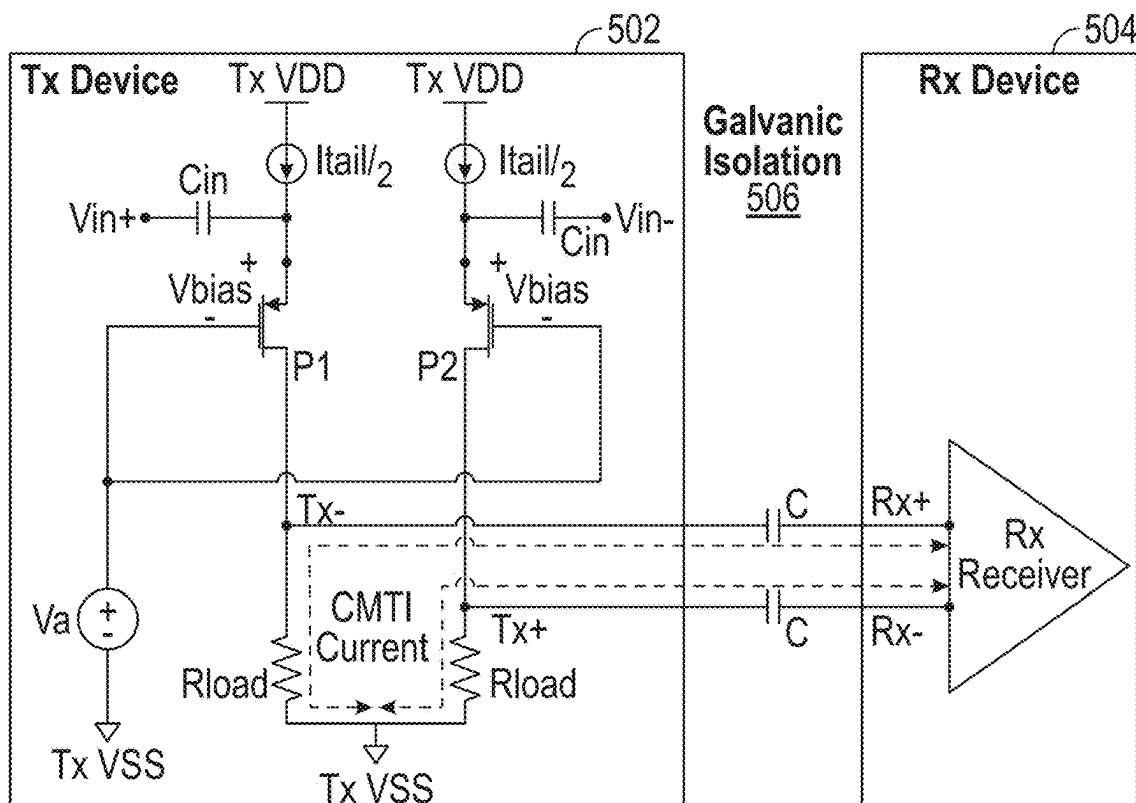 502
504
Tx Device
Tx VDD
Tx VDD
Rx Device
Galvanic
Isolation
506
Itail/2
Itail/2
Cin
Vin+
Cin
Vin-
+
Vbias
-
+
Vbias
-
P1
P2
Tx-
C
Rx+
Rx
Receiver
Va
+
-
CMTI
Current
Tx+
C
Rx-
Rload
Rload
Tx VSS
Tx VSS